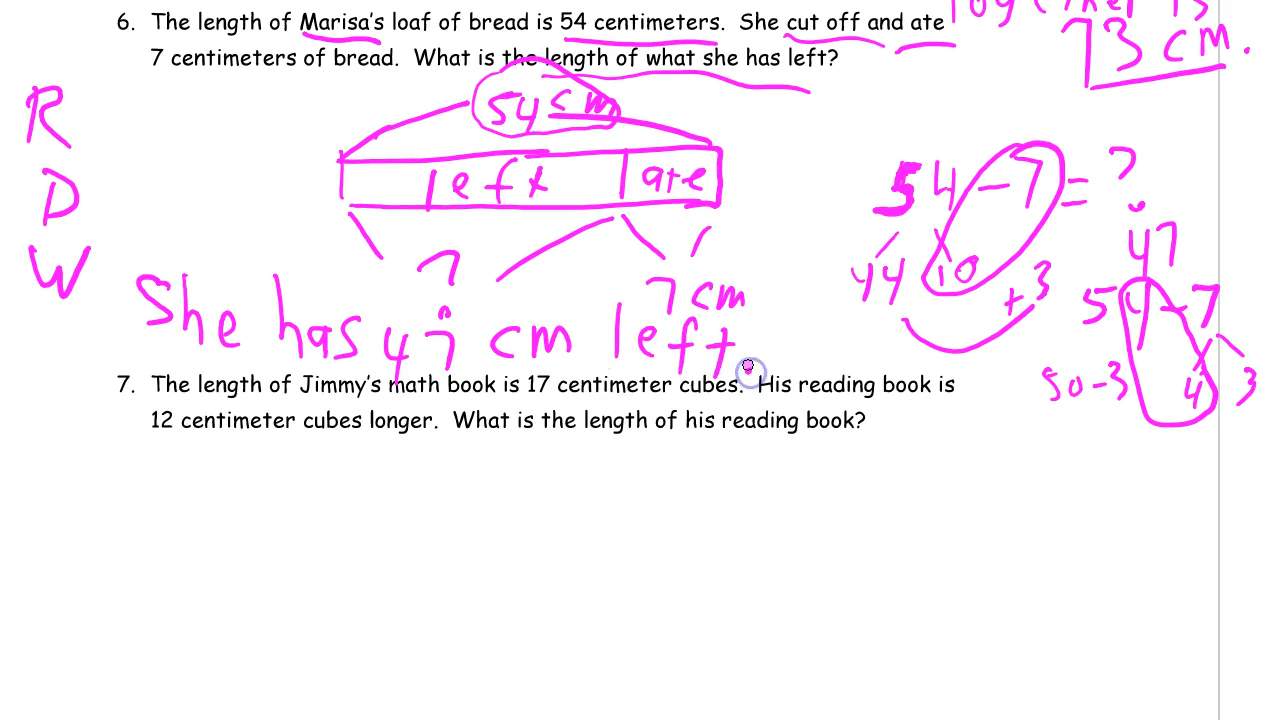 6. The length of Marisa's loaf of bread is 54 centimeters. She cut off and ate
7 centimeters of bread. What is the length of what she has left?
73 cm.
R
D
W
54 cm
left ate
?
7 cm
54 - 7 = ?
44 10
+3
47
54 - 7
50-3 4 3
She has 47 cm left.
7. The length of Jimmy's math book is 17 centimeter cubes. His reading book is
12 centimeter cubes longer. What is the length of his reading book?